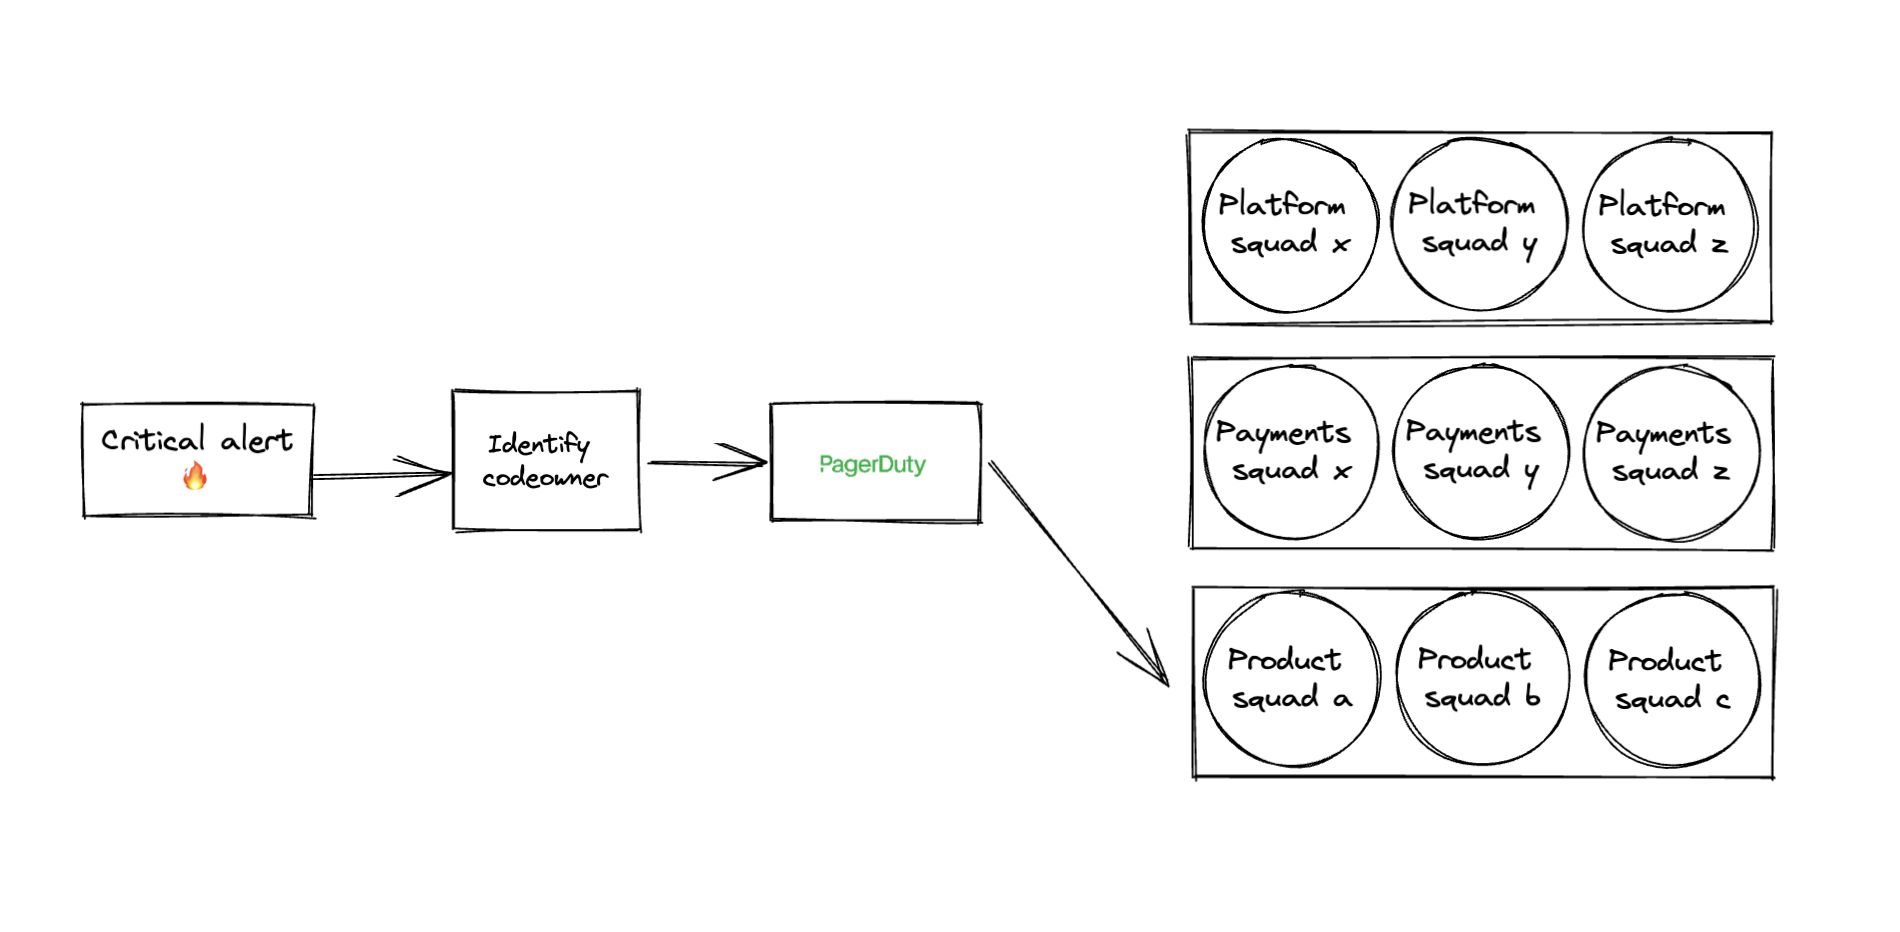 Critical alert
🔥
Identify
codeowner
PagerDuty
Platform
squad x
Platform
squad y
Platform
squad z
Payments
squad x
Payments
squad y
Payments
squad z
Product
squad a
Product
squad b
Product
squad c